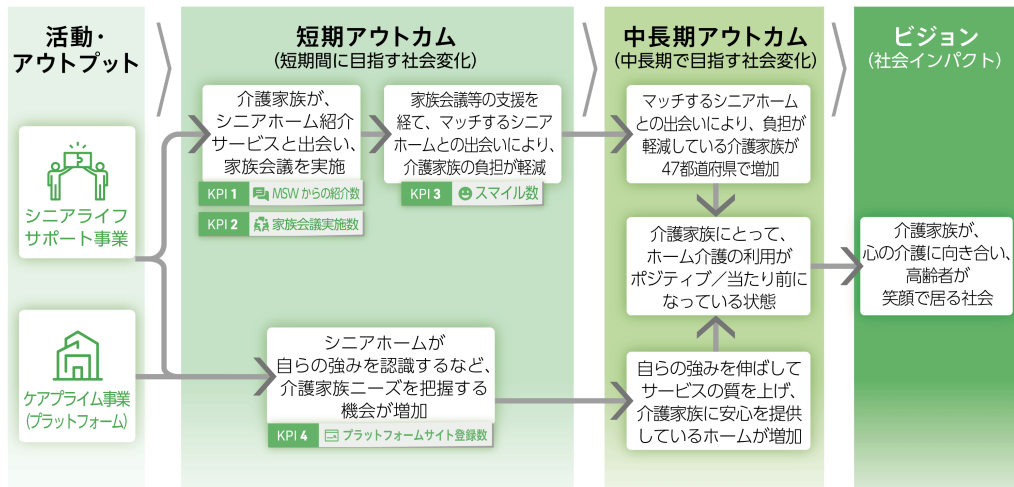 活動・
アウトプット
短期アウトカム
(短期間に目指す社会変化)
中長期アウトカム
(中長期で目指す社会変化)
ビジョン
(社会インパクト)
シニアライフ
サポート事業
ケアプライム事業
(プラットフォーム)
介護家族が、
シニアホーム紹介
サービスと出会い、
家族会議を実施
KPI 1
MSWからの紹介数
KPI 2
家族会議実施数
家族会議等の支援を
経て、マッチするシニア
ホームとの出会いにより、
介護家族の負担が軽減
KPI 3
スマイル数
シニアホームが
自らの強みを認識するなど、
介護家族ニーズを把握する
機会が増加
KPI 4
プラットフォームサイト登録数
マッチするシニアホーム
との出会いにより、負担が
軽減している介護家族が
47都道府県で増加
介護家族にとって、
ホーム介護の利用が
ポジティブ／当たり前に
なっている状態
自らの強みを伸ばして
サービスの質を上げ、
介護家族に安心を提供
しているホームが増加
介護家族が、
心の介護に向き合い、
高齢者が
笑顔で居る社会